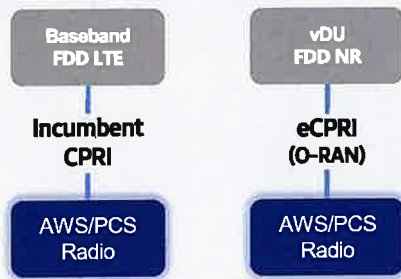 Baseband
FDD LTE
Incumbent
CPRI
AWS/PCS
Radio
vDU
FDD NR
eCPRI
(O-RAN)
AWS/PCS
Radio